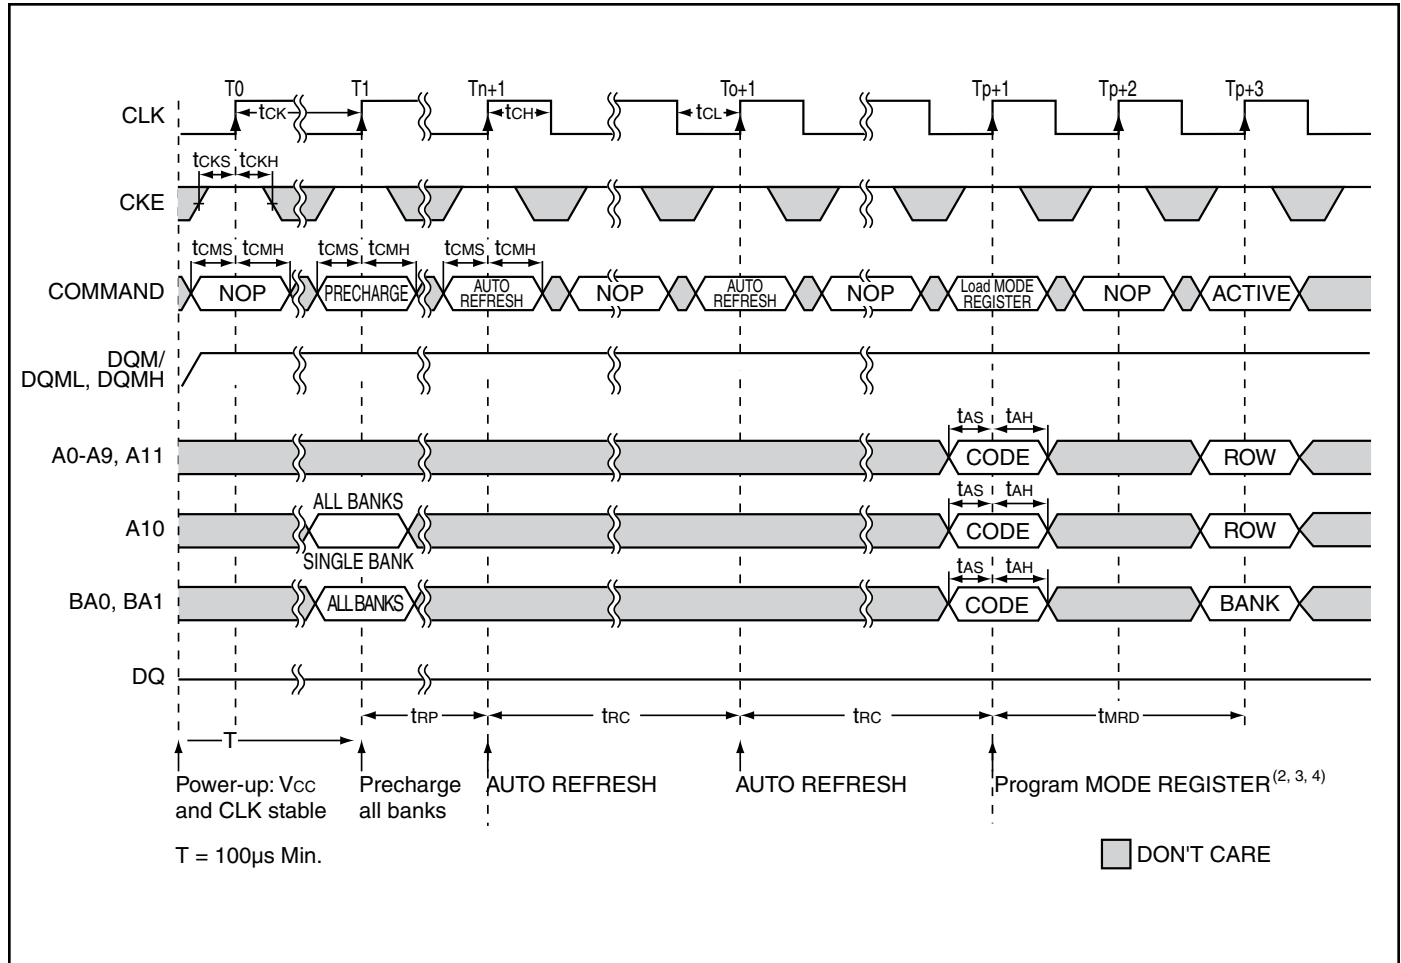 T0 T1 Tn+1 To+1 Tp+1 Tp+2 Tp+3
CLK tCK tCH tCL
tCKS tCKH
CKE
tCMS tCMH tCMS tCMH tCMS tCMH
COMMAND NOP PRECHARGE AUTO REFRESH NOP AUTO REFRESH NOP Load MODE REGISTER NOP ACTIVE
DQM/
DQML, DQMH
tAS tAH
A0-A9, A11 CODE ROW
ALL BANKS tAS tAH
A10 CODE ROW
SINGLE BANK tAS tAH
BA0, BA1 ALL BANKS CODE BANK
DQ
tRP tRC tRC tMRD
T
Power-up: VCC
and CLK stable
Precharge
all banks
AUTO REFRESH
AUTO REFRESH
Program MODE REGISTER(2, 3, 4)
T = 100µs Min.
DON'T CARE